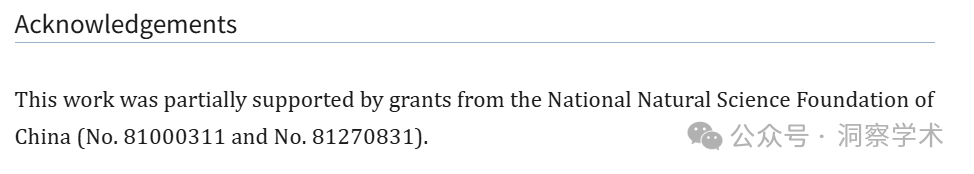 Acknowledgements
This work was partially supported by grants from the National Natural Science Foundation of
China (No. 81000311 and No. 81270831).
公众号 · 洞察学术